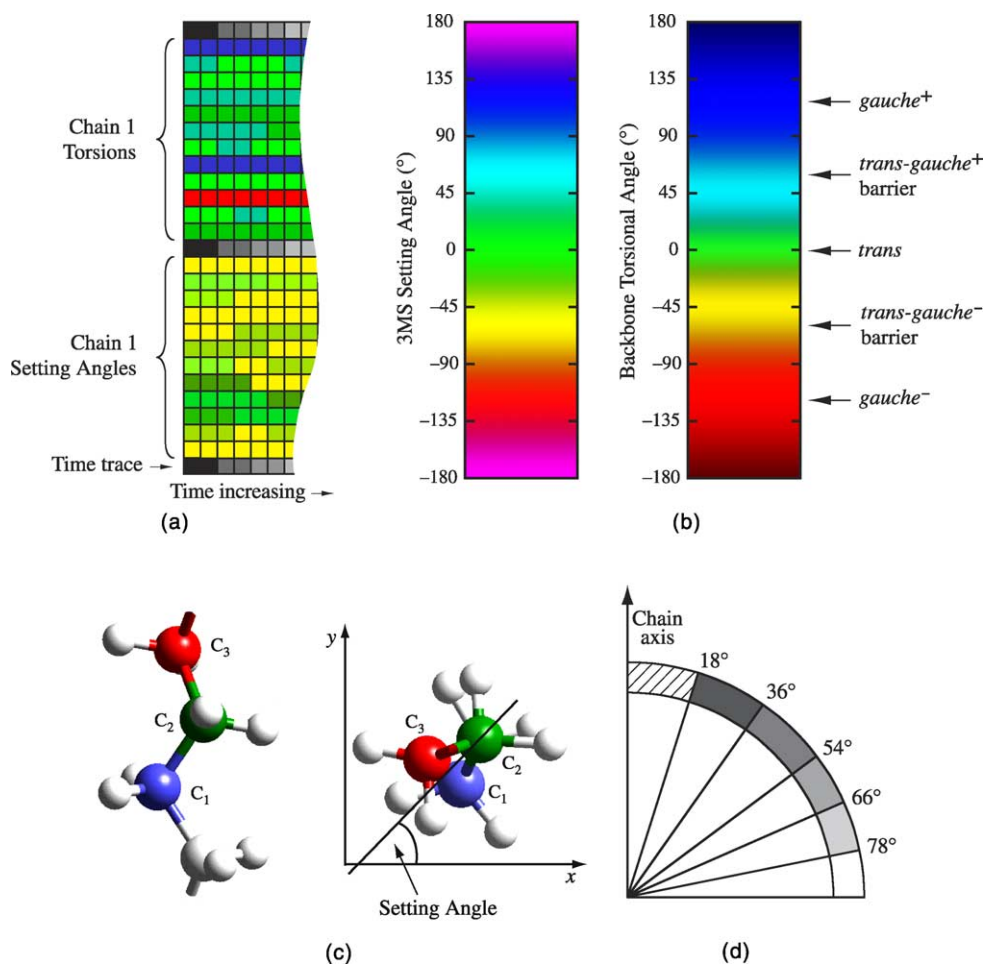 Chain 1
Torsions
Chain 1
Setting Angles
Time trace
Time increasing
(a)
3MS Setting Angle (°)
180
135
90
45
0
−45
−90
−135
−180
Backbone Torsional Angle (°)
180
135
90
45
0
−45
−90
−135
−180
gauche+
trans-gauche+
barrier
trans
trans-gauche−
barrier
gauche−
(b)
C3
C2
C1
y
C3
C2
C1
x
Setting Angle
(c)
Chain
axis
18°
36°
54°
66°
78°
(d)